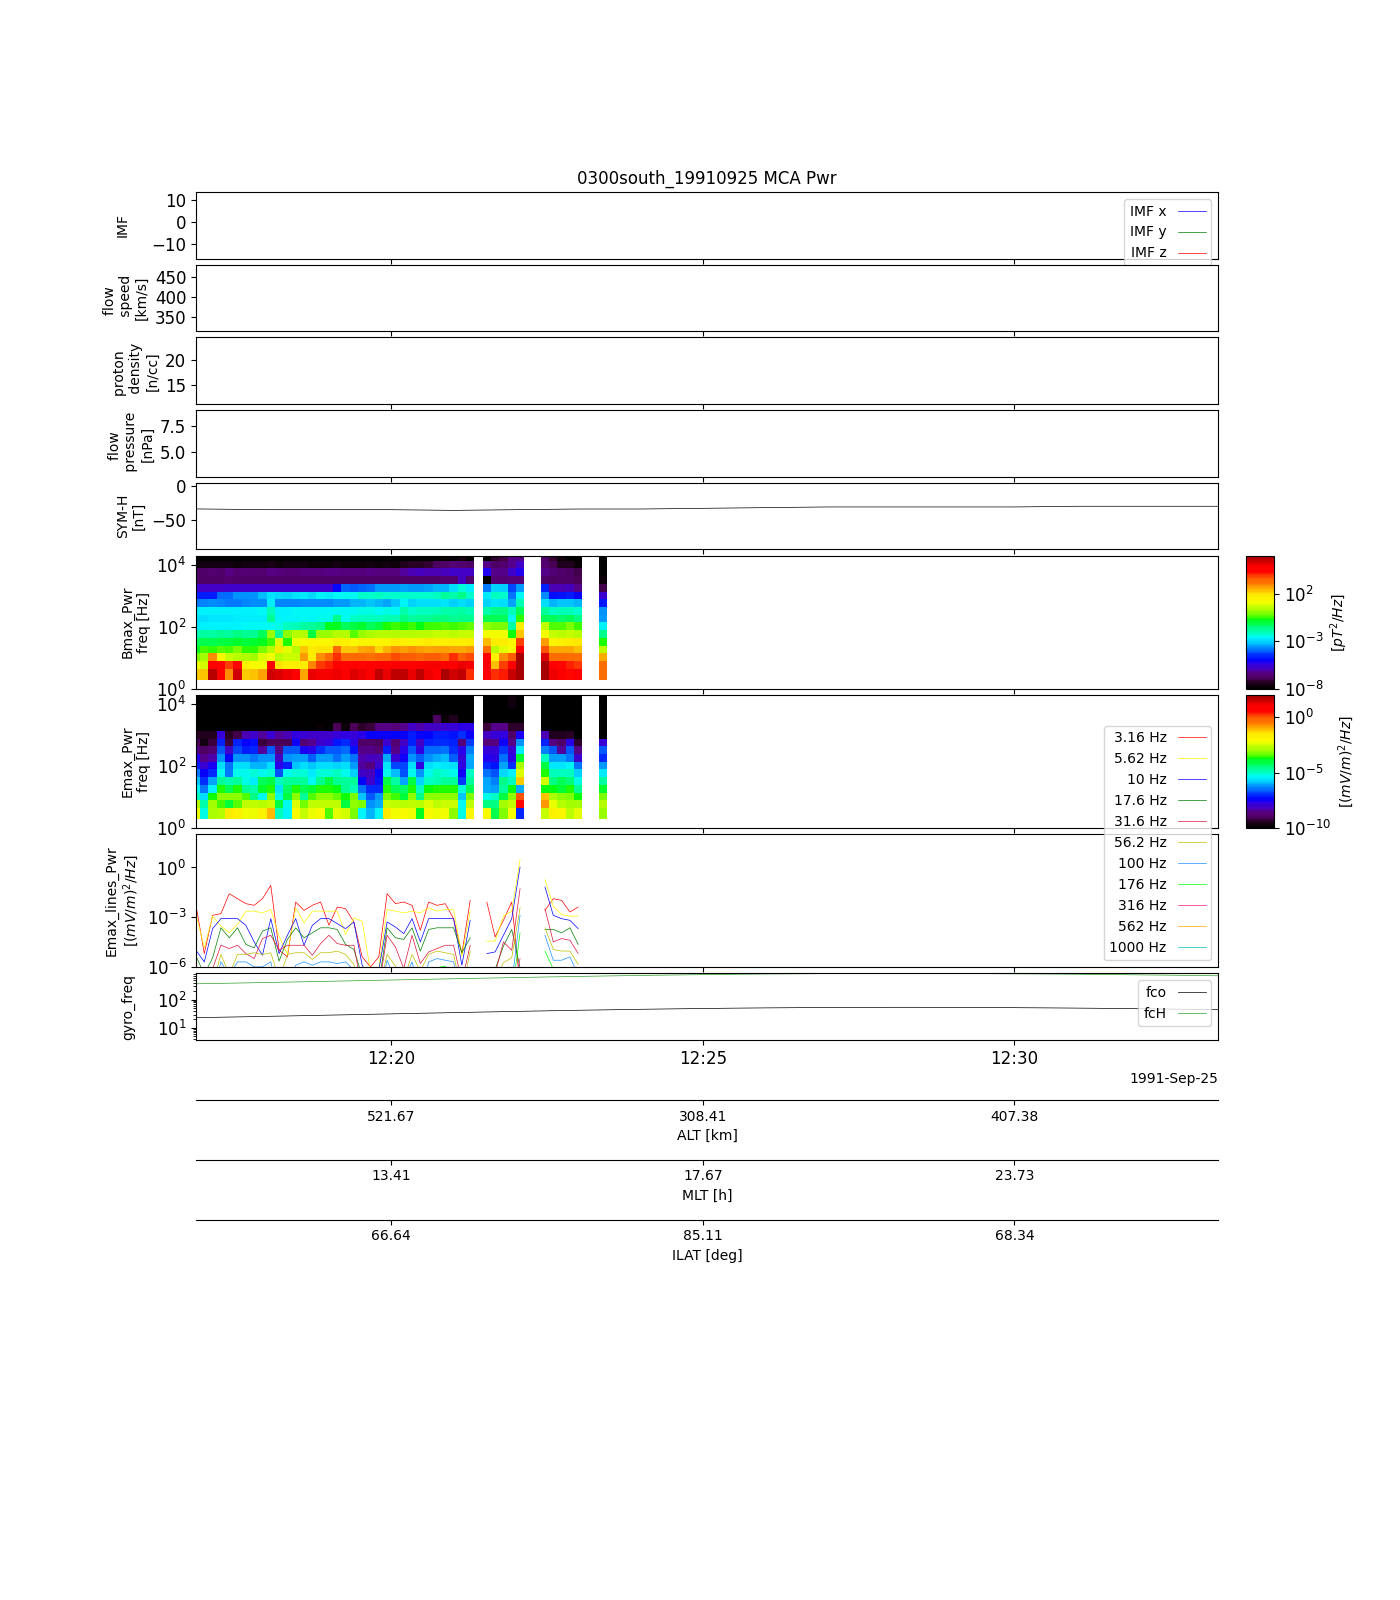 0300south_19910925 MCA Pwr
IMF
10
0
−10
IMF x
IMF y
IMF z
flow
speed
[km/s]
450
400
350
proton
density
[n/cc]
20
15
flow
pressure
[nPa]
7.5
5.0
SYM-H
[nT]
0
−50
Bmax_Pwr
freq [Hz]
10^4
10^2
10^0
10^2
10^−3
10^−8
[pT^2/Hz]
Emax_Pwr
freq [Hz]
10^4
10^2
10^0
10^0
10^−5
10^−10
[(mV/m)^2/Hz]
3.16 Hz
5.62 Hz
10 Hz
17.6 Hz
31.6 Hz
56.2 Hz
100 Hz
176 Hz
316 Hz
562 Hz
1000 Hz
Emax_lines_Pwr
[(mV/m)^2/Hz]
10^0
10^−3
10^−6
gyro_freq
10^2
10^1
fco
fcH
12:20 12:25 12:30
1991-Sep-25
521.67 308.41 407.38
ALT [km]
13.41 17.67 23.73
MLT [h]
66.64 85.11 68.34
ILAT [deg]